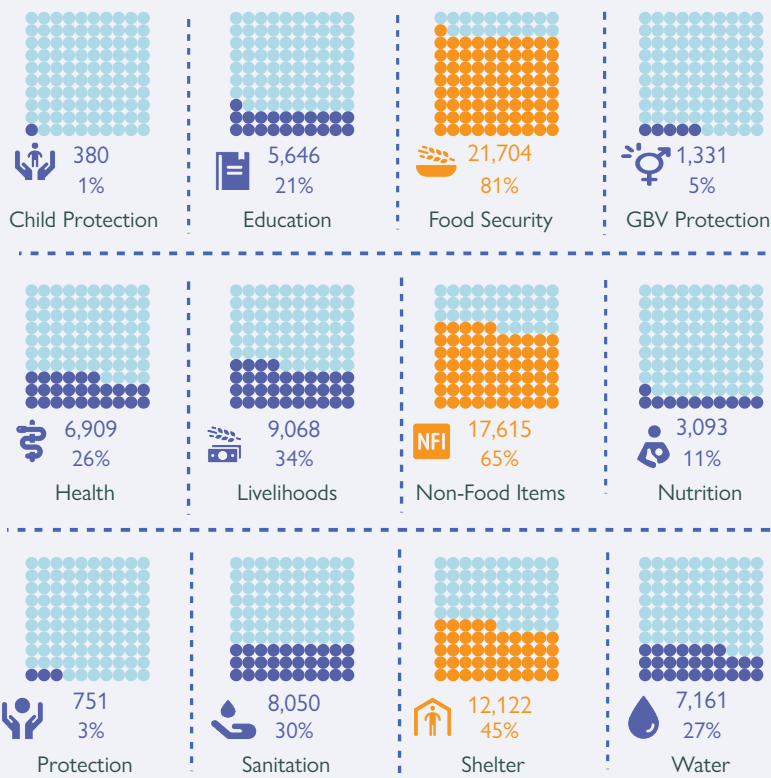 380
1%
Child Protection
5,646
21%
Education
21,704
81%
Food Security
1,331
5%
GBV Protection
6,909
26%
Health
9,068
34%
Livelihoods
NFI
17,615
65%
Non-Food Items
3,093
11%
Nutrition
751
3%
Protection
8,050
30%
Sanitation
12,122
45%
Shelter
7,161
27%
Water